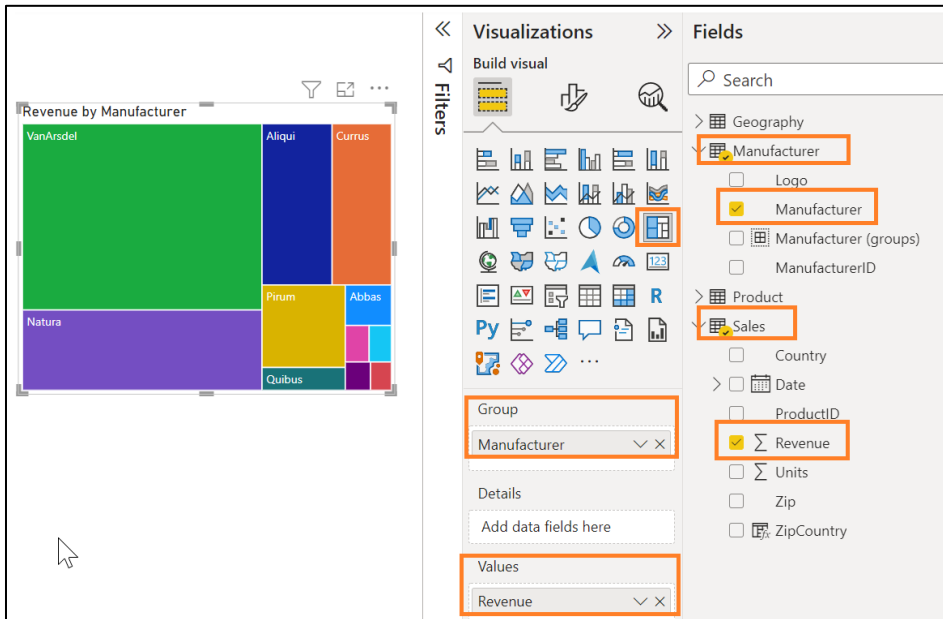 Revenue by Manufacturer
VanArsdel
Aliqui
Currus
Natura
Pirum
Abbas
Quibus
Filters
Visualizations
Build visual
123
R
Py
Group
Manufacturer
Details
Add data fields here
Values
Revenue
Fields
Search
Geography
Manufacturer
Logo
Manufacturer
Manufacturer (groups)
ManufacturerID
Product
Sales
Country
Date
ProductID
Revenue
Units
Zip
ZipCountry